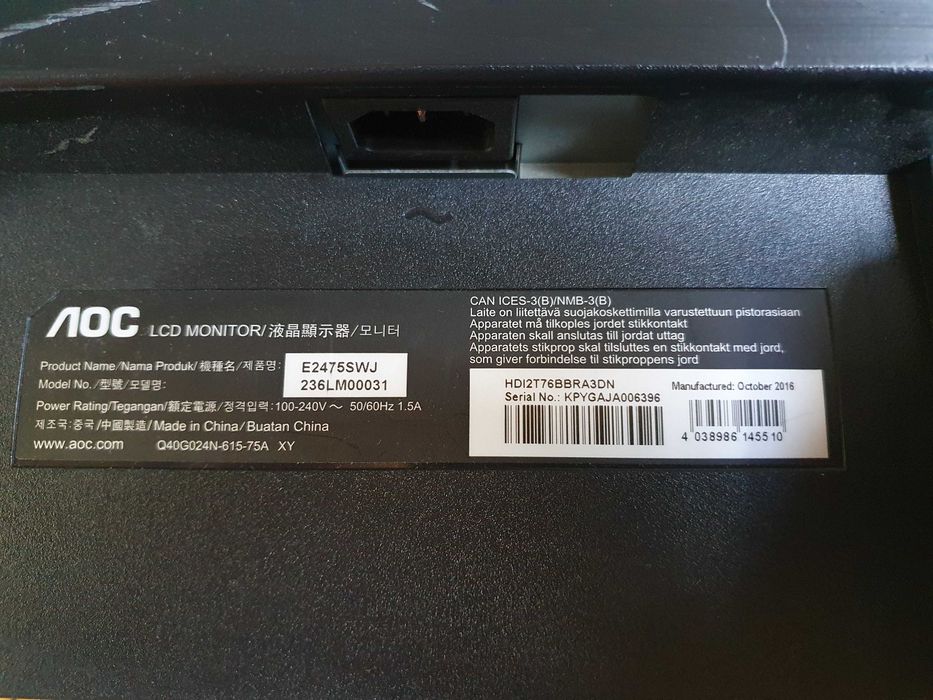 ~
AOC LCD MONITOR/液晶顯示器/모니터
Product Name/Nama Produk/機種名/제품명: E2475SWJ
Model No./型號/모델명: 236LM00031
Power Rating/Tegangan/額定電源/정격입력:100-240V～ 50/60Hz 1.5A
제조국:중국/中國製造/Made in China/Buatan China
www.aoc.com Q40G024N-615-75A XY
CAN ICES-3(B)/NMB-3(B)
Laite on liitettävä suojakoskettimilla varustettuun pistorasiaan
Apparatet må tilkoples jordet stikkontakt
Apparaten skall anslutas till jordat uttag
Apparatets stikprop skal tilsluttes en stikkontakt med jord,
som giver forbindelse til stikproppens jord
HDI2T76BBRA3DN
Serial No.: KPYGAJA006396
Manufactured: October 2016
4 038986 145510